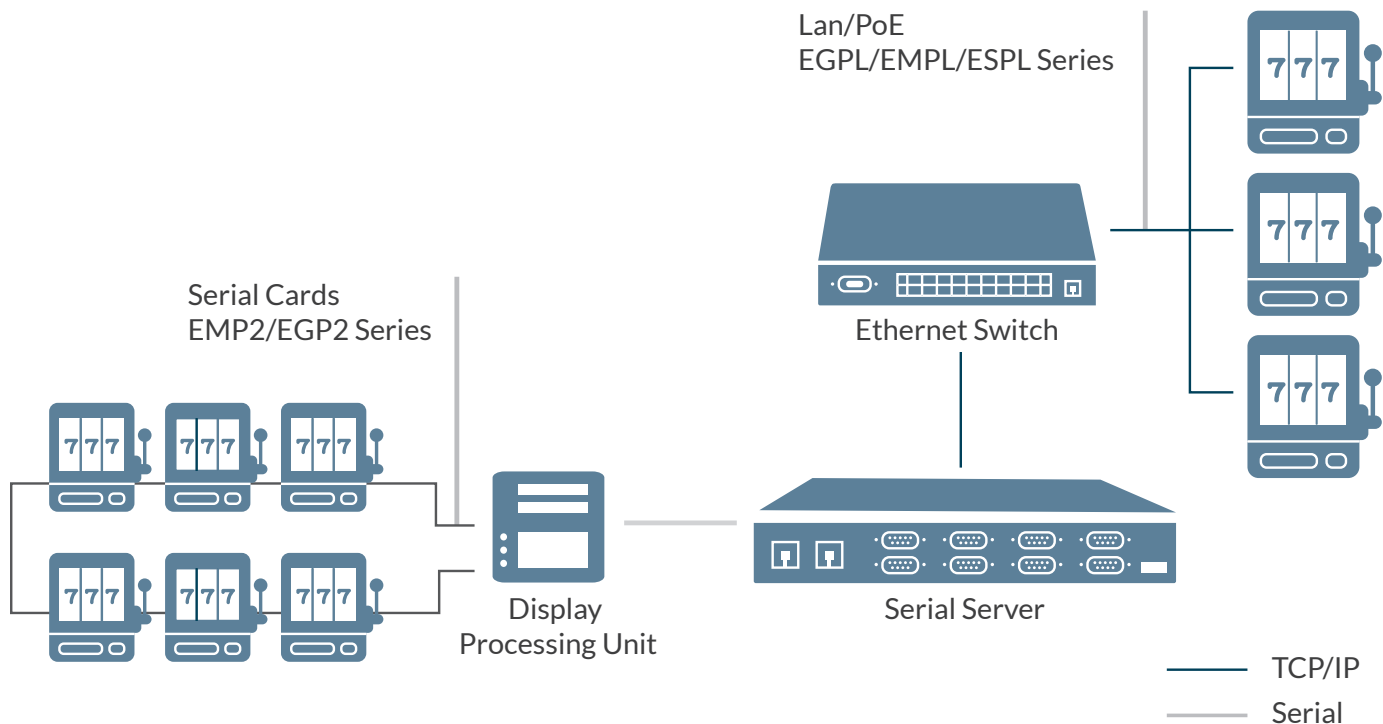 Lan/PoE
EGPL/EMPL/ESPL Series
777
777
777
Ethernet Switch
Serial Cards
EMP2/EGP2 Series
777
777
777
777
777
777
Display
Processing Unit
Serial Server
TCP/IP
Serial